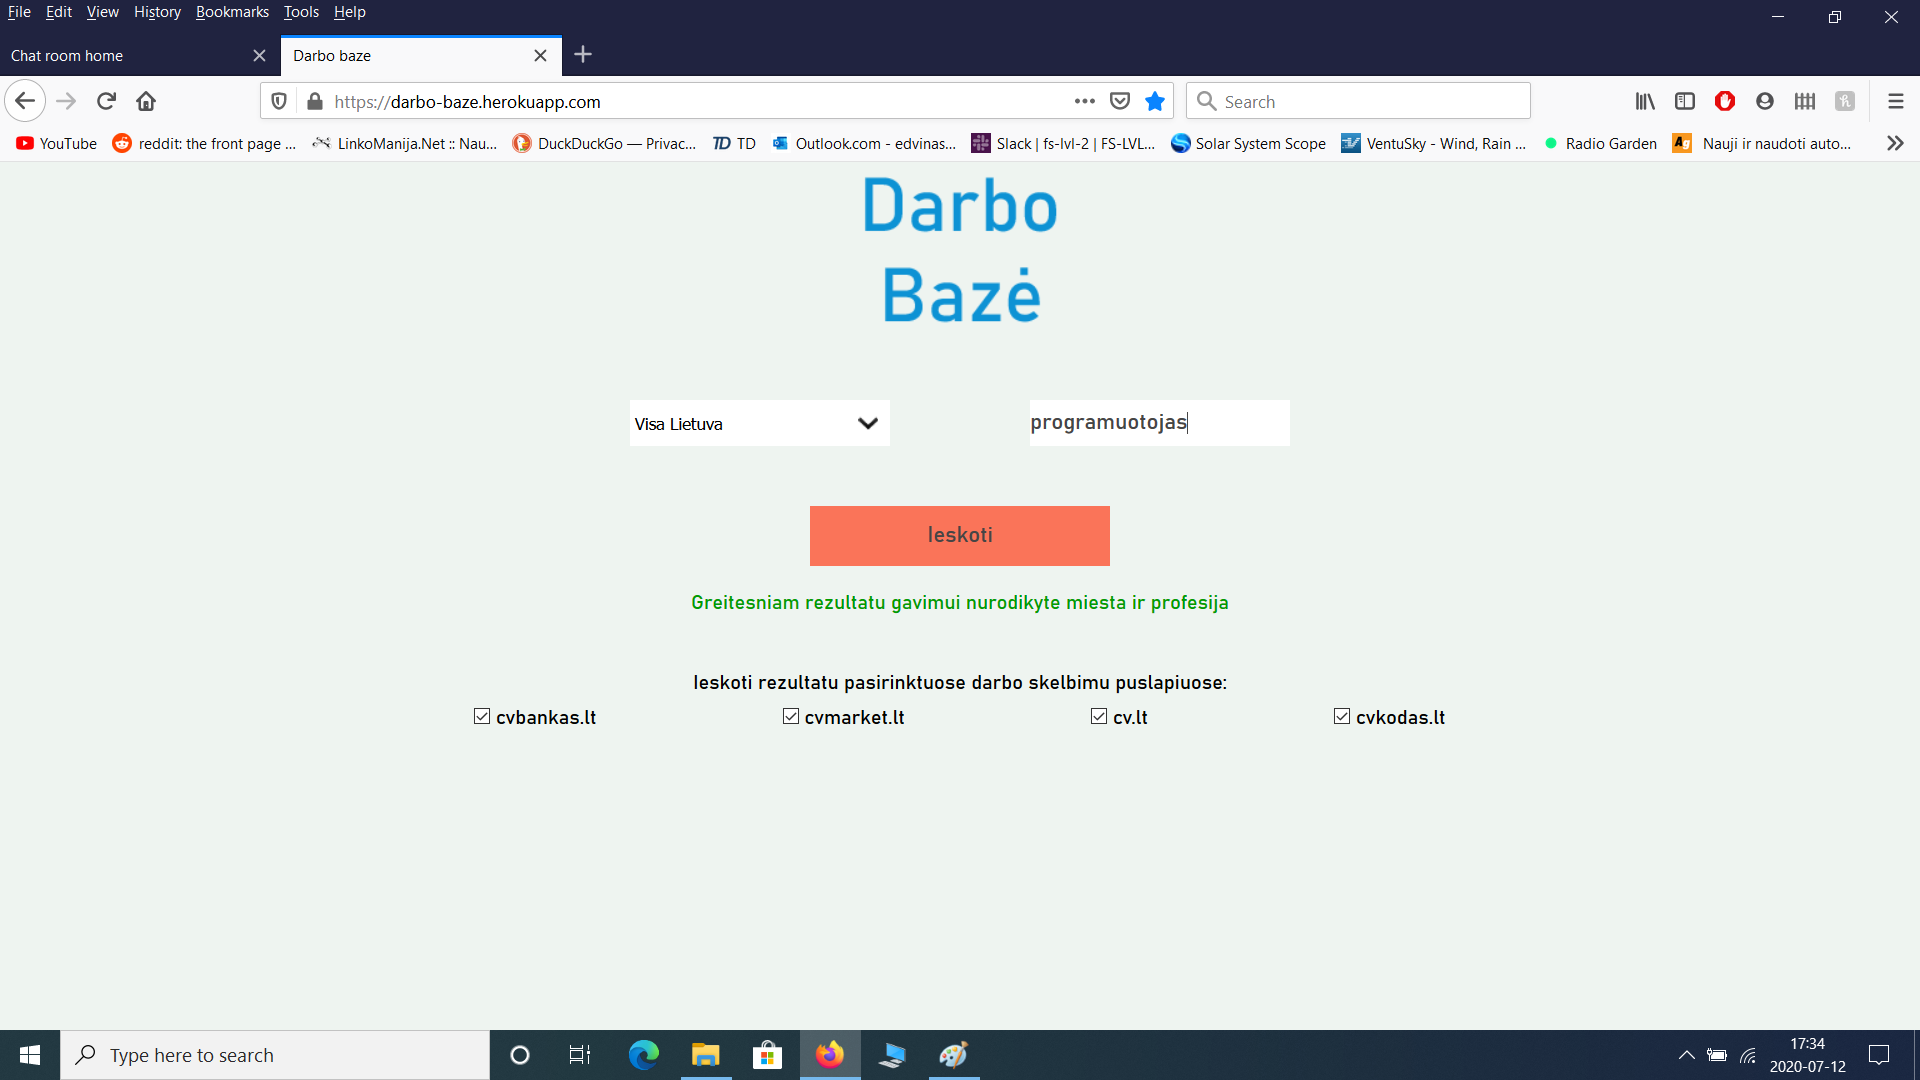 File Edit View History Bookmarks Tools Help
Chat room home
Darbo baze
https://darbo-baze.herokuapp.com
Search
YouTube
reddit: the front page ...
LinkoManija.Net :: Nau...
DuckDuckGo — Privac...
TD TD
Outlook.com - edvinas...
Slack | fs-lvl-2 | FS-LVL...
Solar System Scope
VentuSky - Wind, Rain ...
Radio Garden
Ag Nauji ir naudoti auto...
Darbo
Bazė
Visa Lietuva
programuotojas
Ieskoti
Greitesniam rezultatu gavimui nurodikyte miesta ir profesija
Ieskoti rezultatu pasirinktuose darbo skelbimu puslapiuose:
cvbankas.lt
cvmarket.lt
cv.lt
cvkodas.lt
Type here to search
17:34
2020-07-12